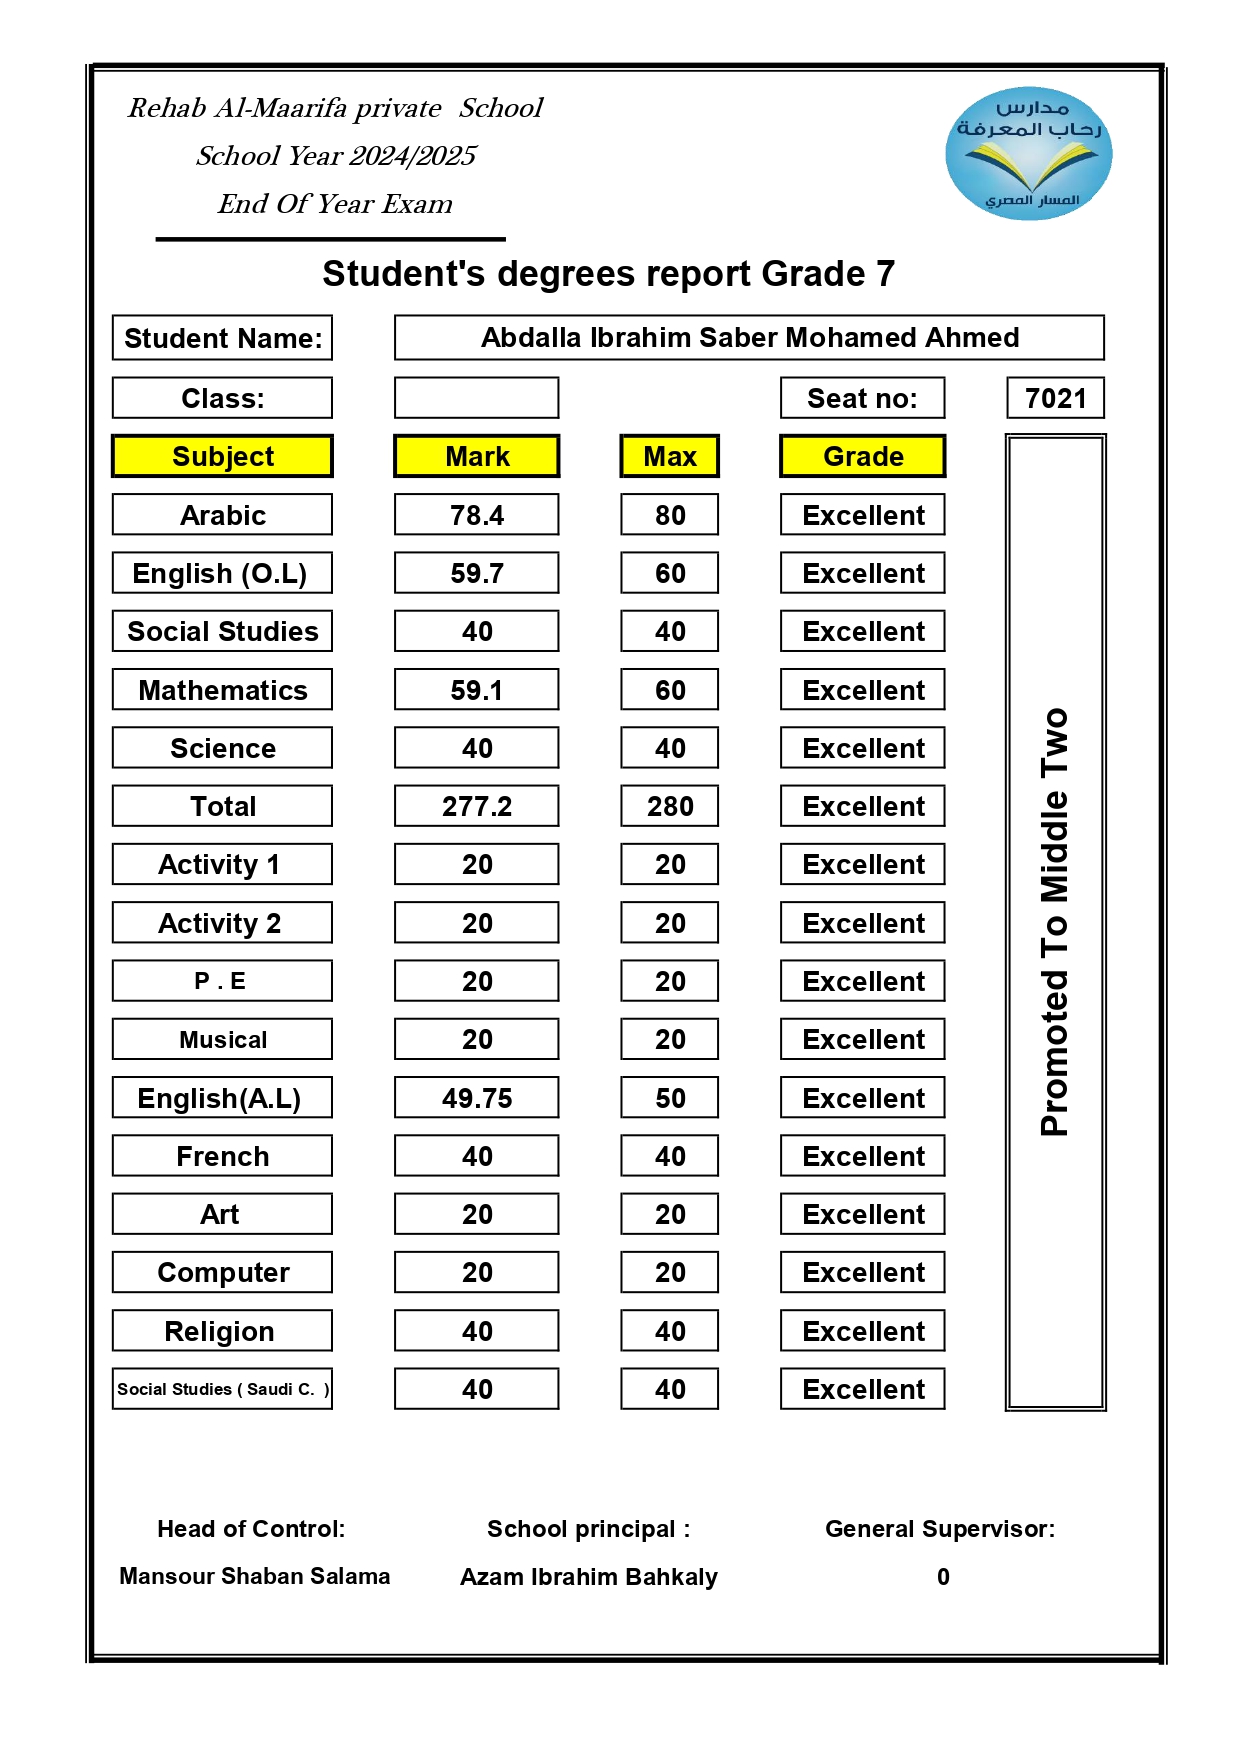 Rehab Al-Maarifa private School
School Year 2024/2025
End Of Year Exam
مدارس
رحاب المعرفة
المسار المصري
Student's degrees report Grade 7
Student Name: Abdalla Ibrahim Saber Mohamed Ahmed
Class: Seat no: 7021
Subject Mark Max Grade
Arabic 78.4 80 Excellent
English (O.L) 59.7 60 Excellent
Social Studies 40 40 Excellent
Mathematics 59.1 60 Excellent
Science 40 40 Excellent
Total 277.2 280 Excellent
Activity 1 20 20 Excellent
Activity 2 20 20 Excellent
P . E 20 20 Excellent
Musical 20 20 Excellent
English(A.L) 49.75 50 Excellent
French 40 40 Excellent
Art 20 20 Excellent
Computer 20 20 Excellent
Religion 40 40 Excellent
Social Studies ( Saudi C. ) 40 40 Excellent
Promoted To Middle Two
Head of Control: School principal : General Supervisor:
Mansour Shaban Salama Azam Ibrahim Bahkaly 0